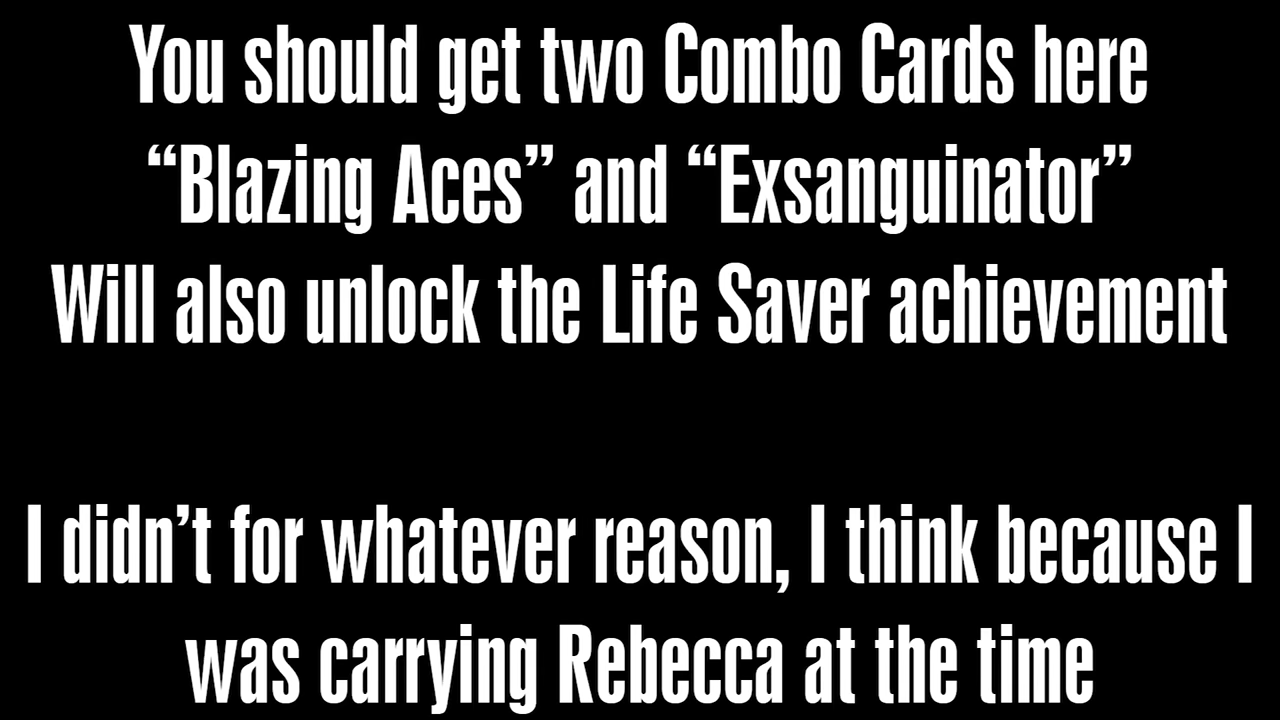 You should get two Combo Cards here
“Blazing Aces” and “Exsanguinator”
Will also unlock the Life Saver achievement
I didn’t for whatever reason, I think because I
was carrying Rebecca at the time